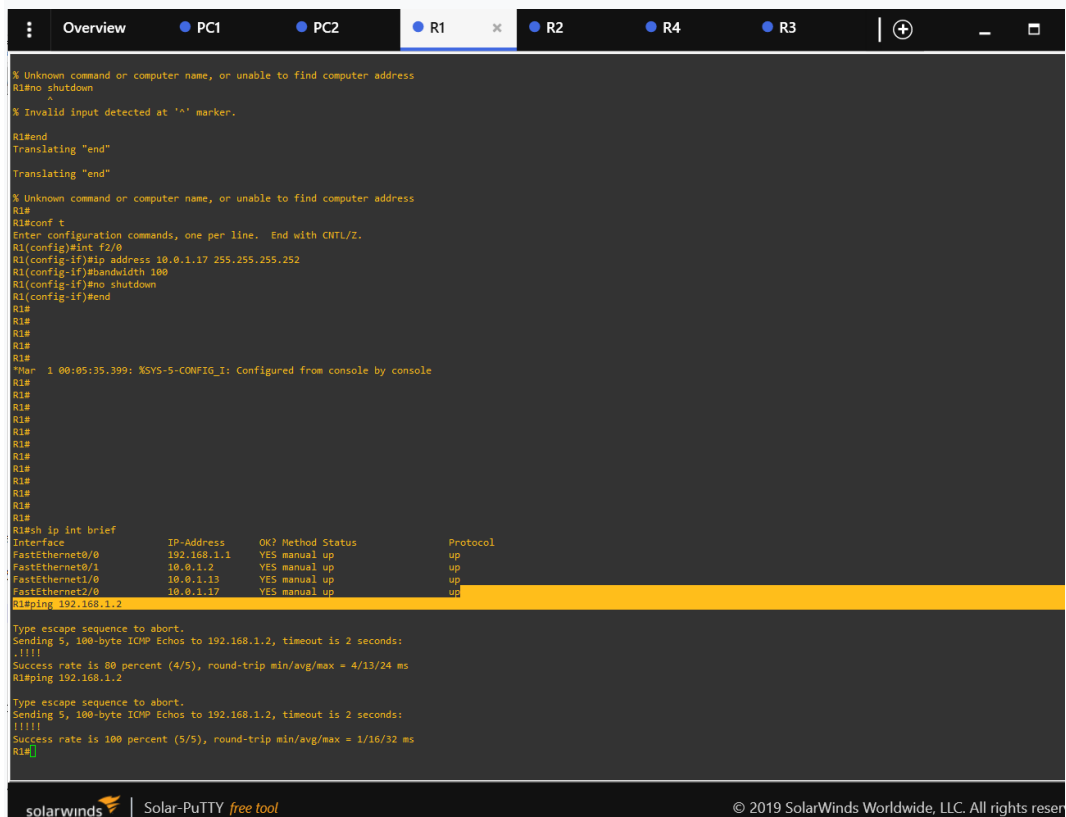 Overview PC1 PC2 R1 × R2 R4 R3
% Unknown command or computer name, or unable to find computer address
R1#no shutdown
^
% Invalid input detected at '^' marker.
R1#end
Translating "end"
Translating "end"
% Unknown command or computer name, or unable to find computer address
R1#
R1#conf t
Enter configuration commands, one per line.  End with CNTL/Z.
R1(config)#int f2/0
R1(config-if)#ip address 10.0.1.17 255.255.255.252
R1(config-if)#bandwidth 100
R1(config-if)#no shutdown
R1(config-if)#end
R1#
R1#
R1#
R1#
R1#
*Mar  1 00:05:35.399: %SYS-5-CONFIG_I: Configured from console by console
R1#
R1#
R1#
R1#
R1#
R1#
R1#
R1#
R1#
R1#
R1#
R1#
R1#sh ip int brief
Interface IP-Address OK? Method Status Protocol
FastEthernet0/0 192.168.1.1 YES manual up up
FastEthernet0/1 10.0.1.2 YES manual up up
FastEthernet1/0 10.0.1.13 YES manual up up
FastEthernet2/0 10.0.1.17 YES manual up up
R1#ping 192.168.1.2
Type escape sequence to abort.
Sending 5, 100-byte ICMP Echos to 192.168.1.2, timeout is 2 seconds:
.!!!!
Success rate is 80 percent (4/5), round-trip min/avg/max = 4/13/24 ms
R1#ping 192.168.1.2
Type escape sequence to abort.
Sending 5, 100-byte ICMP Echos to 192.168.1.2, timeout is 2 seconds:
!!!!!
Success rate is 100 percent (5/5), round-trip min/avg/max = 1/16/32 ms
R1#
solarwinds | Solar-PuTTY free tool © 2019 SolarWinds Worldwide, LLC. All rights reser